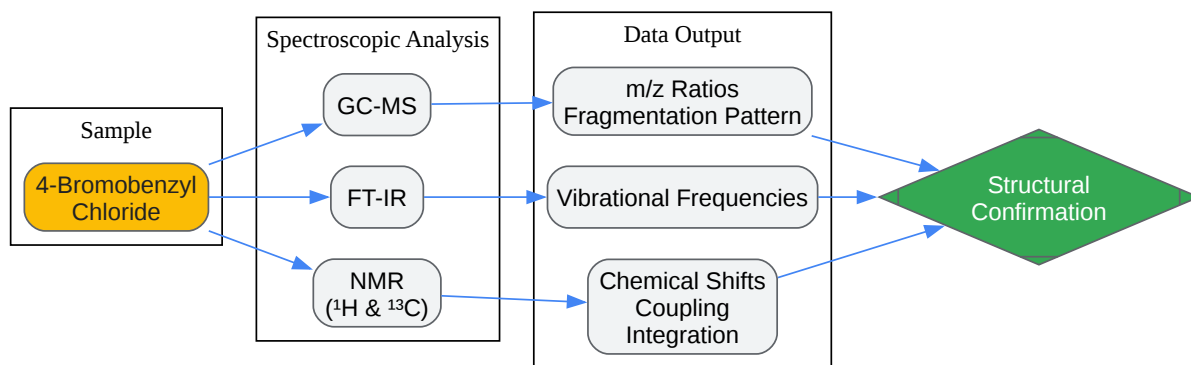 Sample
4-Bromobenzyl
Chloride
Spectroscopic Analysis
GC-MS
FT-IR
NMR
(¹H & ¹³C)
Data Output
m/z Ratios
Fragmentation Pattern
Vibrational Frequencies
Chemical Shifts
Coupling
Integration
Structural
Confirmation